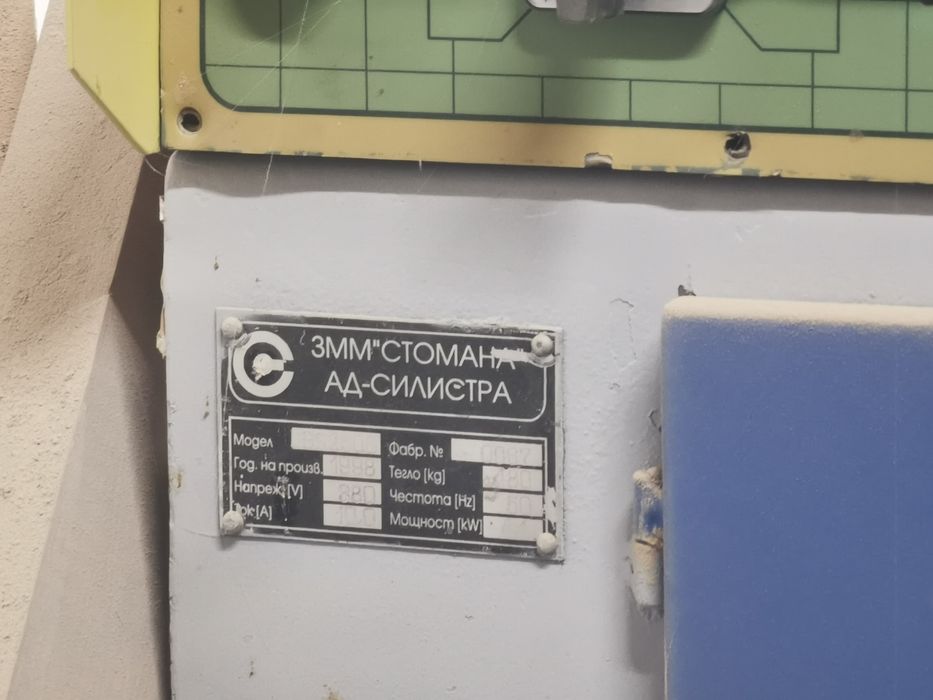 ЗММ"СТОМАНА"
АД-СИЛИСТРА
Модел
Фабр. №
Год. на произв. 1998
Тегло [kg]
Напреж. [V] 380
Честота [Hz]
Ток [A]
Мощност [kW]